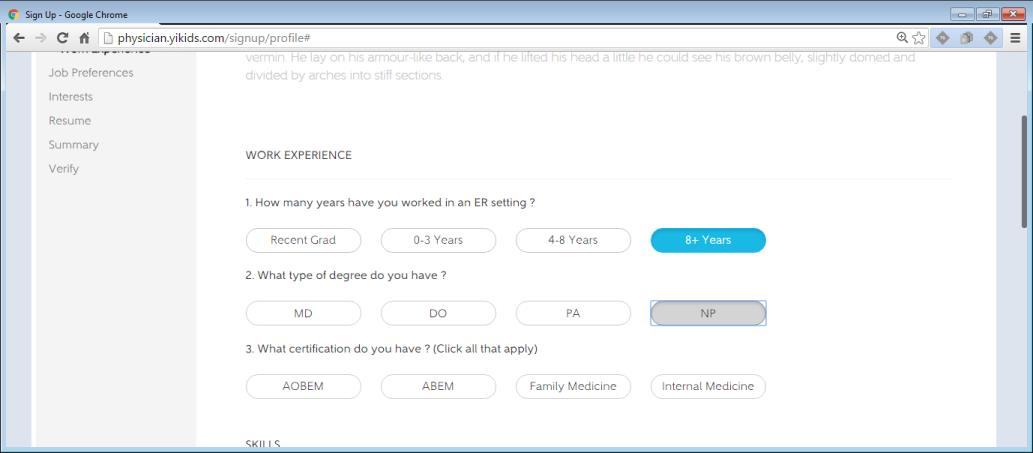 Sign Up - Google Chrome
physician.yikids.com/signup/profile#
Work Experience
Job Preferences
Interests
Resume
Summary
Verify
vermin. He lay on his armour-like back, and if he lifted his head a little he could see his brown belly, slightly domed and
divided by arches into stiff sections.
WORK EXPERIENCE
1. How many years have you worked in an ER setting ?
Recent Grad 0-3 Years 4-8 Years 8+ Years
2. What type of degree do you have ?
MD DO PA NP
3. What certification do you have ? (Click all that apply)
AOBEM ABEM Family Medicine Internal Medicine
SKILLS